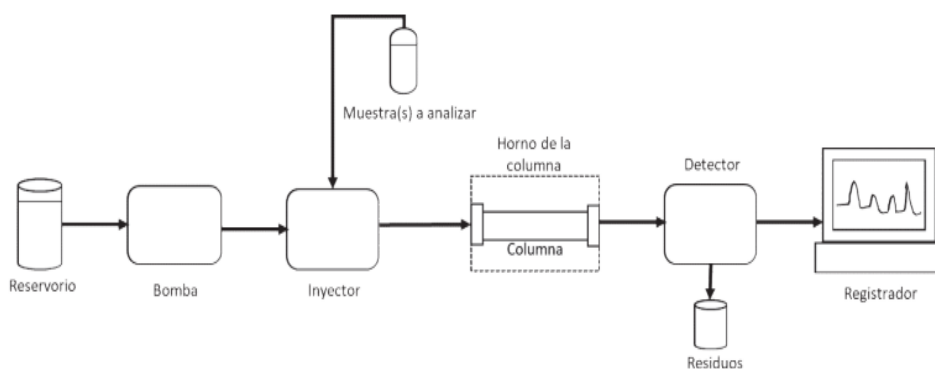 Muestra(s) a analizar
Horno de la
columna
Detector
Columna
Reservorio
Bomba
Inyector
Registrador
Residuos